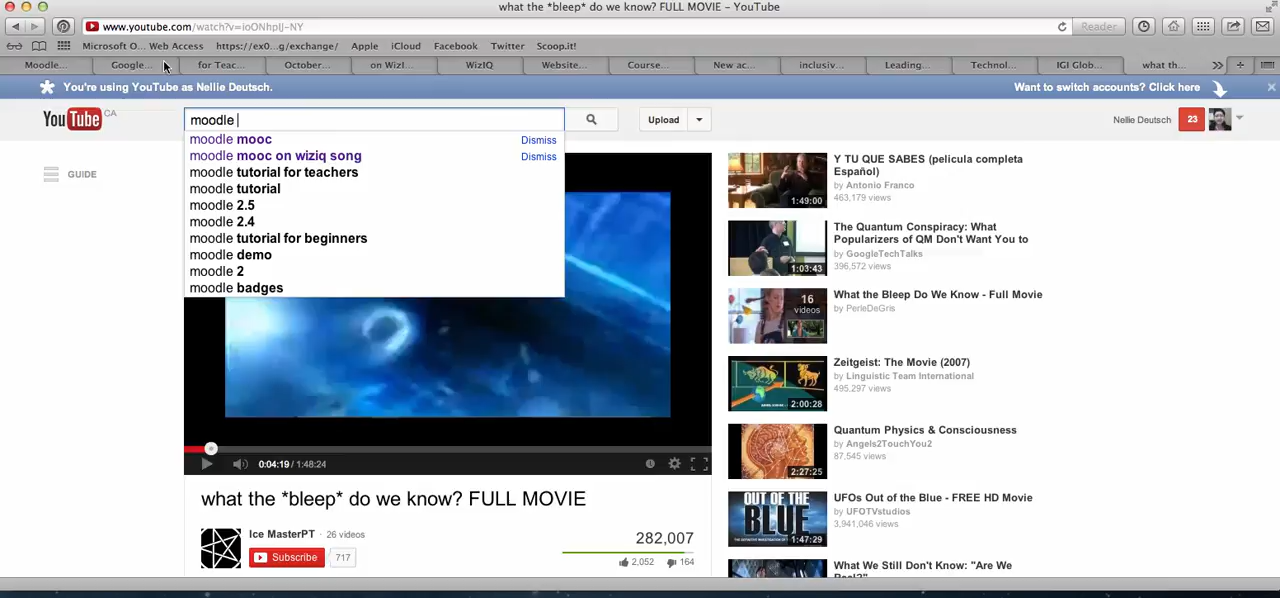 what the *bleep* do we know? FULL MOVIE – YouTube
www.youtube.com/watch?v=ioONhpIJ-NY
Reader
Microsoft O... Web Access https://ex0...g/exchange/ Apple iCloud Facebook Twitter Scoop.it!
Moodle... Google... for Teac... October... on WizI... WizIQ Website... Course... New ac... inclusiv... Leading... Technol... IGI Glob... what th...
You're using YouTube as Nellie Deutsch.
Want to switch accounts? Click here
YouTube CA
moodle
Upload
Nellie Deutsch 23
moodle mooc Dismiss
moodle mooc on wiziq song Dismiss
moodle tutorial for teachers
moodle tutorial
moodle 2.5
moodle 2.4
moodle tutorial for beginners
moodle demo
moodle 2
moodle badges
GUIDE
0:04:19 / 1:48:24
what the *bleep* do we know? FULL MOVIE
Ice MasterPT · 26 videos
Subscribe 717
282,007
2,052 164
Y TU QUE SABES (pelicula completa
Español)
by Antonio Franco
463,179 views
1:49:00
The Quantum Conspiracy: What
Popularizers of QM Don't Want You to
by GoogleTechTalks
396,572 views
1:03:43
What the Bleep Do We Know - Full Movie
by PerieDeGris
16
videos
Zeitgeist: The Movie (2007)
by Linguistic Team International
495,297 views
2:00:28
Quantum Physics & Consciousness
by Angels2TouchYou2
87,545 views
2:27:25
UFOs Out of the Blue - FREE HD Movie
by UFOTVstudios
3,941,046 views
OUT OF THE
BLUE
1:47:29
What We Still Don't Know: "Are We
Real?"